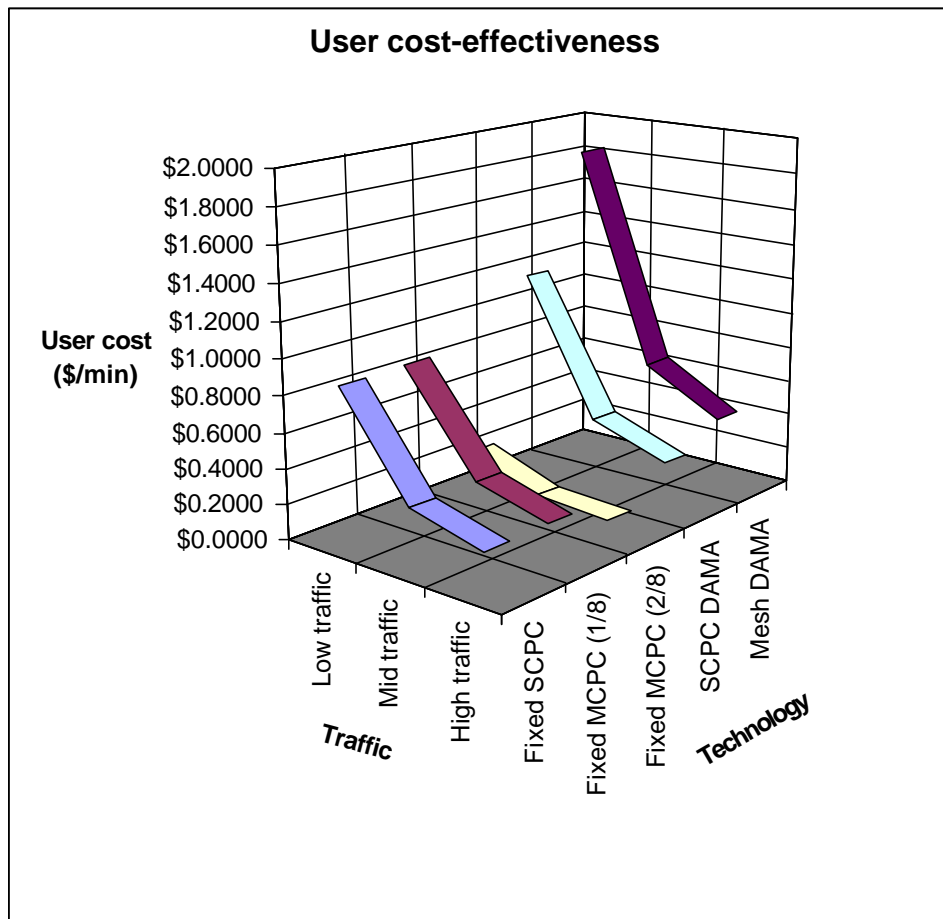 User cost-effectiveness
$2.0000
$1.8000
$1.6000
$1.4000
$1.2000
$1.0000
$0.8000
$0.6000
$0.4000
$0.2000
$0.0000
User cost
($/min)
Low traffic
Mid traffic
High traffic
Traffic
Fixed SCPC
Fixed MCPC (1/8)
Fixed MCPC (2/8)
SCPC DAMA
Mesh DAMA
Technology